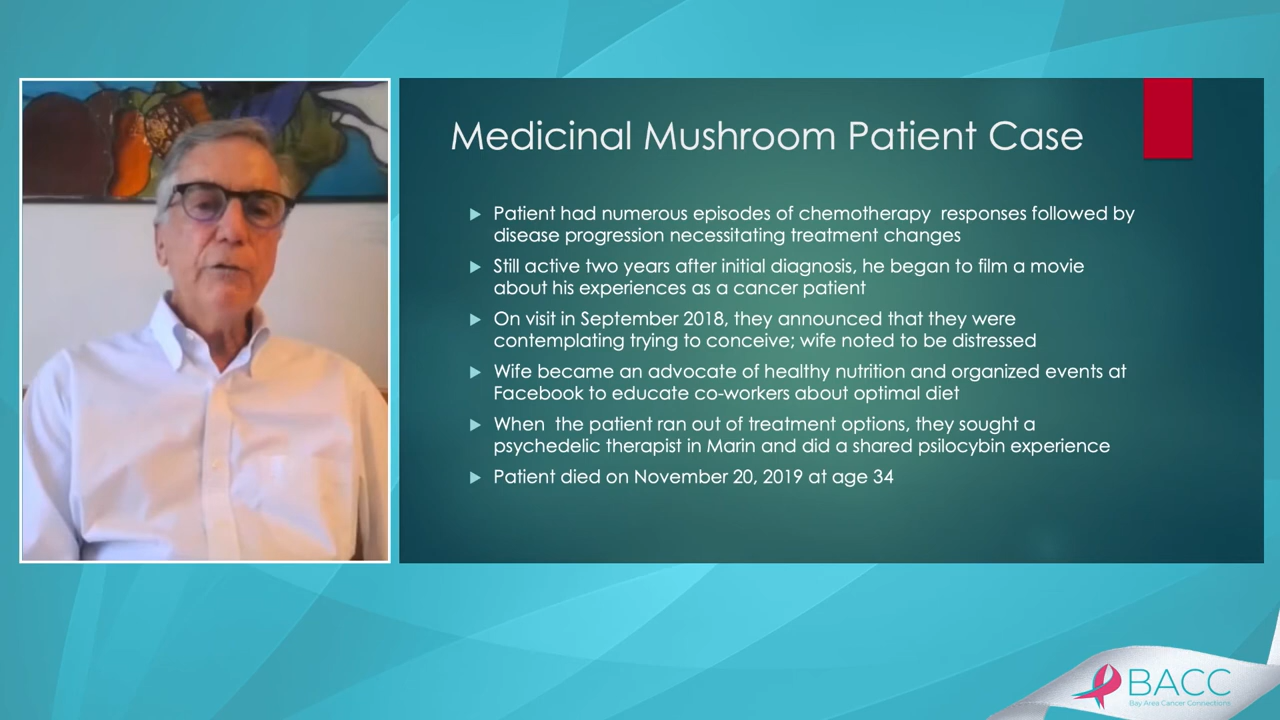 Medicinal Mushroom Patient Case
Patient had numerous episodes of chemotherapy responses followed by
disease progression necessitating treatment changes
Still active two years after initial diagnosis, he began to film a movie
about his experiences as a cancer patient
On visit in September 2018, they announced that they were
contemplating trying to conceive; wife noted to be distressed
Wife became an advocate of healthy nutrition and organized events at
Facebook to educate co-workers about optimal diet
When the patient ran out of treatment options, they sought a
psychedelic therapist in Marin and did a shared psilocybin experience
Patient died on November 20, 2019 at age 34
BACC
Bay Area Cancer Connections